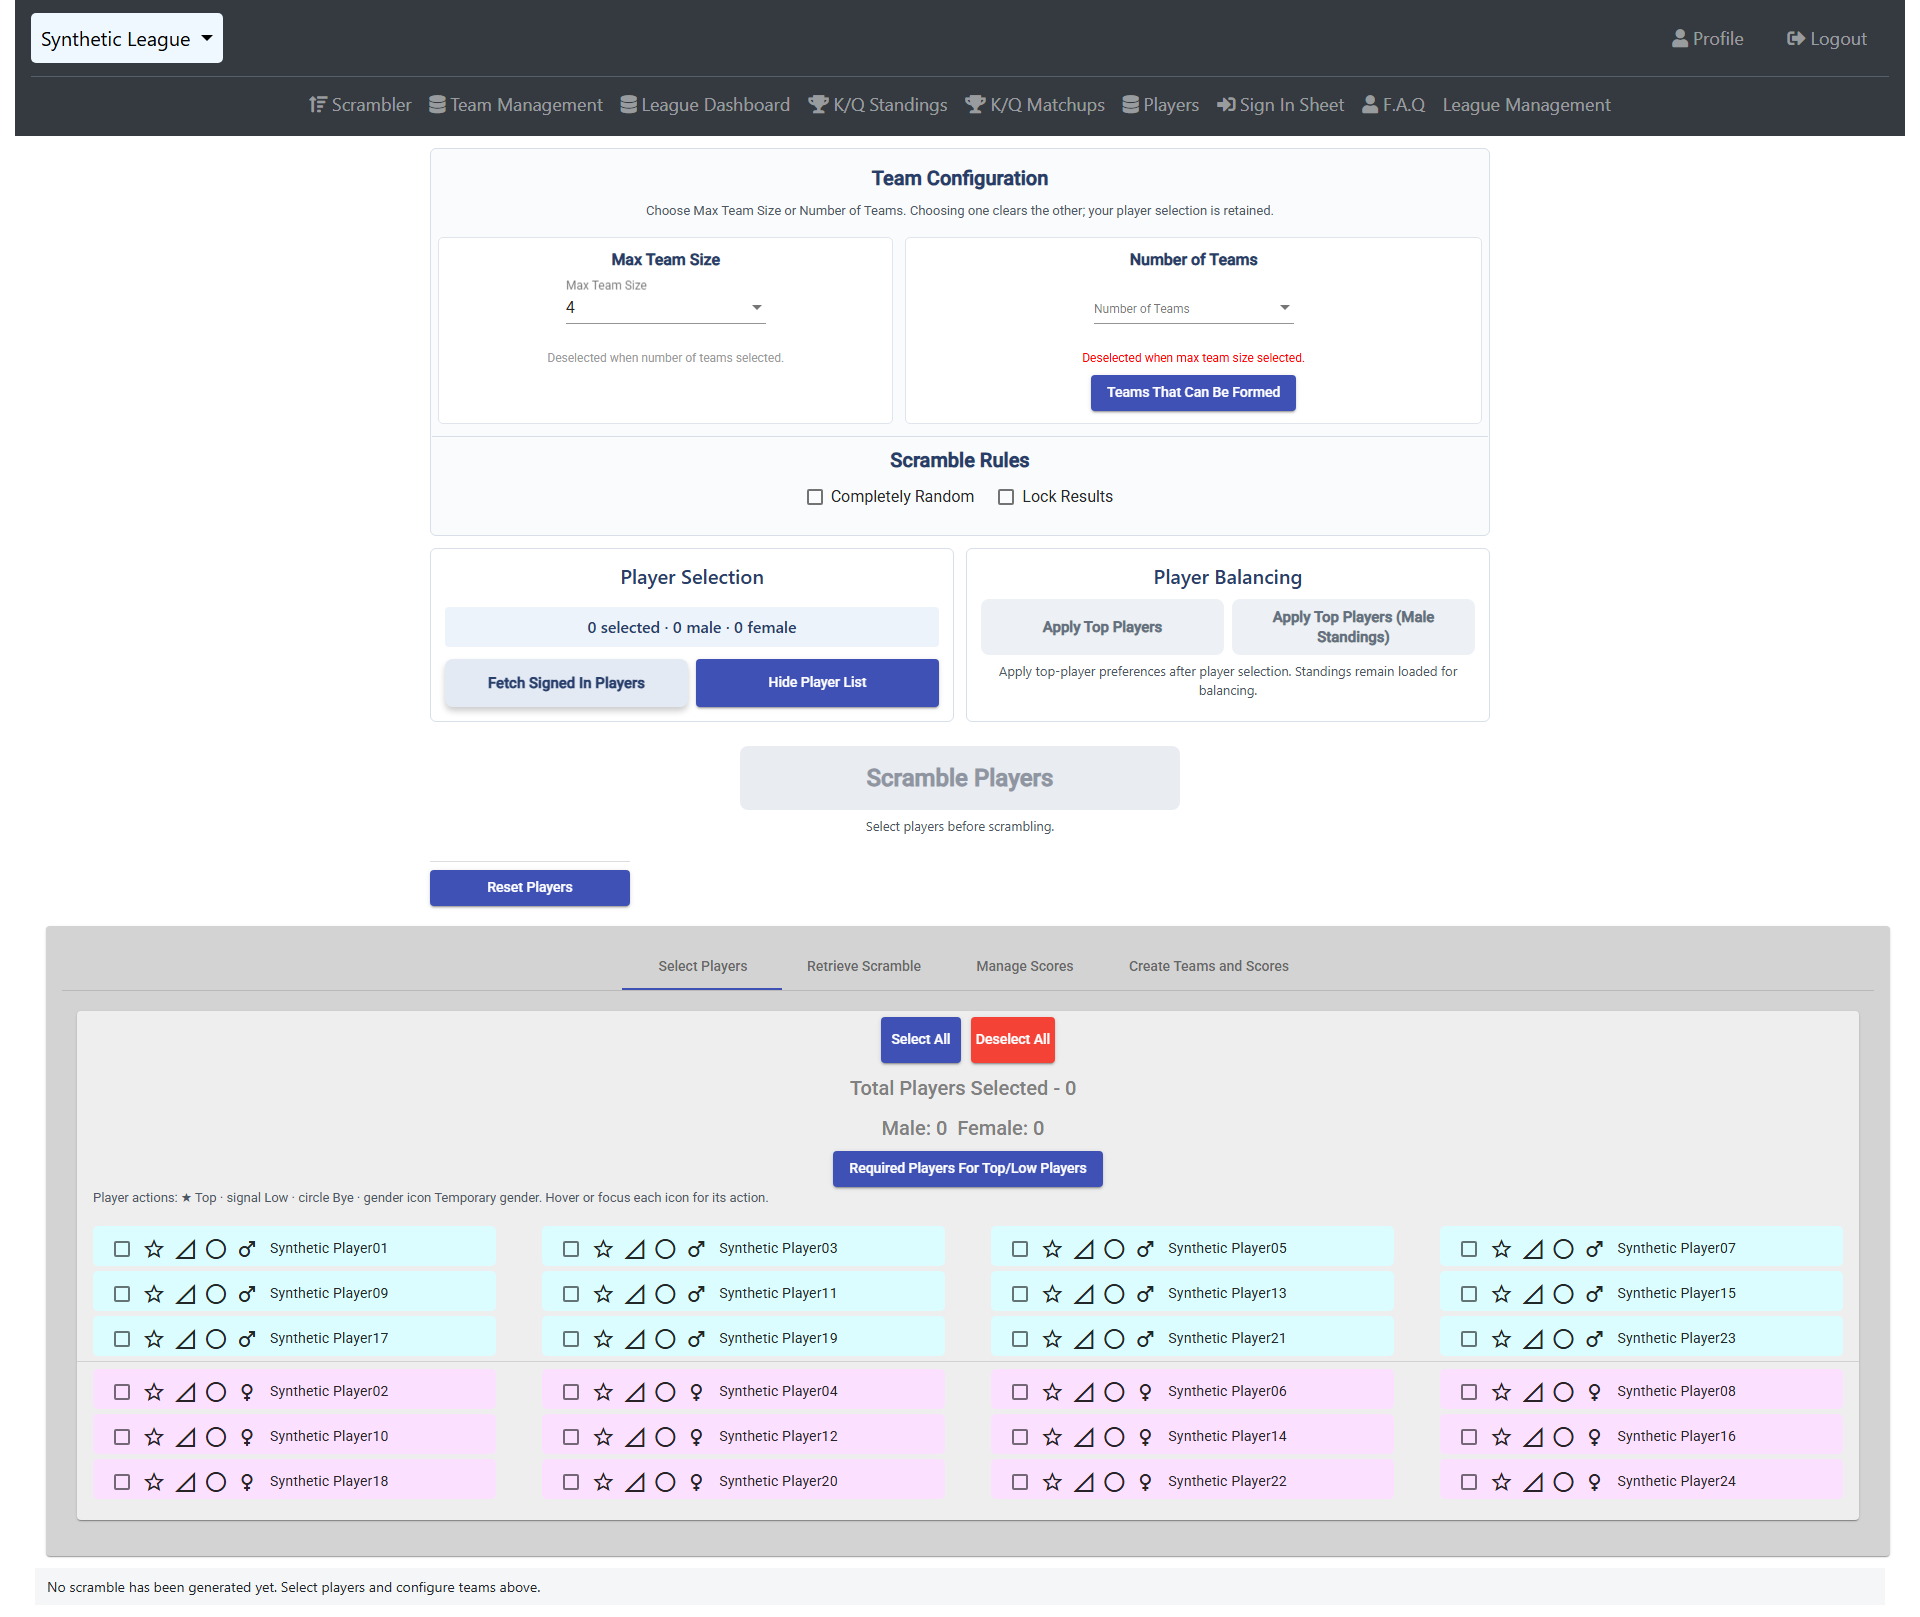 Synthetic League
Profile
Logout
Scrambler
Team Management
League Dashboard
K/Q Standings
K/Q Matchups
Players
Sign In Sheet
F.A.Q
League Management
Team Configuration
Choose Max Team Size or Number of Teams. Choosing one clears the other; your player selection is retained.
Max Team Size
Max Team Size
4
Deselected when number of teams selected.
Number of Teams
Number of Teams
Deselected when max team size selected.
Teams That Can Be Formed
Scramble Rules
Completely Random
Lock Results
Player Selection
0 selected · 0 male · 0 female
Fetch Signed In Players
Hide Player List
Player Balancing
Apply Top Players
Apply Top Players (Male
Standings)
Apply top-player preferences after player selection. Standings remain loaded for
balancing.
Scramble Players
Select players before scrambling.
Reset Players
Select Players
Retrieve Scramble
Manage Scores
Create Teams and Scores
Select All
Deselect All
Total Players Selected - 0
Male: 0 Female: 0
Required Players For Top/Low Players
Player actions: ★ Top · signal Low · circle Bye · gender icon Temporary gender. Hover or focus each icon for its action.
Synthetic Player01
Synthetic Player03
Synthetic Player05
Synthetic Player07
Synthetic Player09
Synthetic Player11
Synthetic Player13
Synthetic Player15
Synthetic Player17
Synthetic Player19
Synthetic Player21
Synthetic Player23
Synthetic Player02
Synthetic Player04
Synthetic Player06
Synthetic Player08
Synthetic Player10
Synthetic Player12
Synthetic Player14
Synthetic Player16
Synthetic Player18
Synthetic Player20
Synthetic Player22
Synthetic Player24
No scramble has been generated yet. Select players and configure teams above.